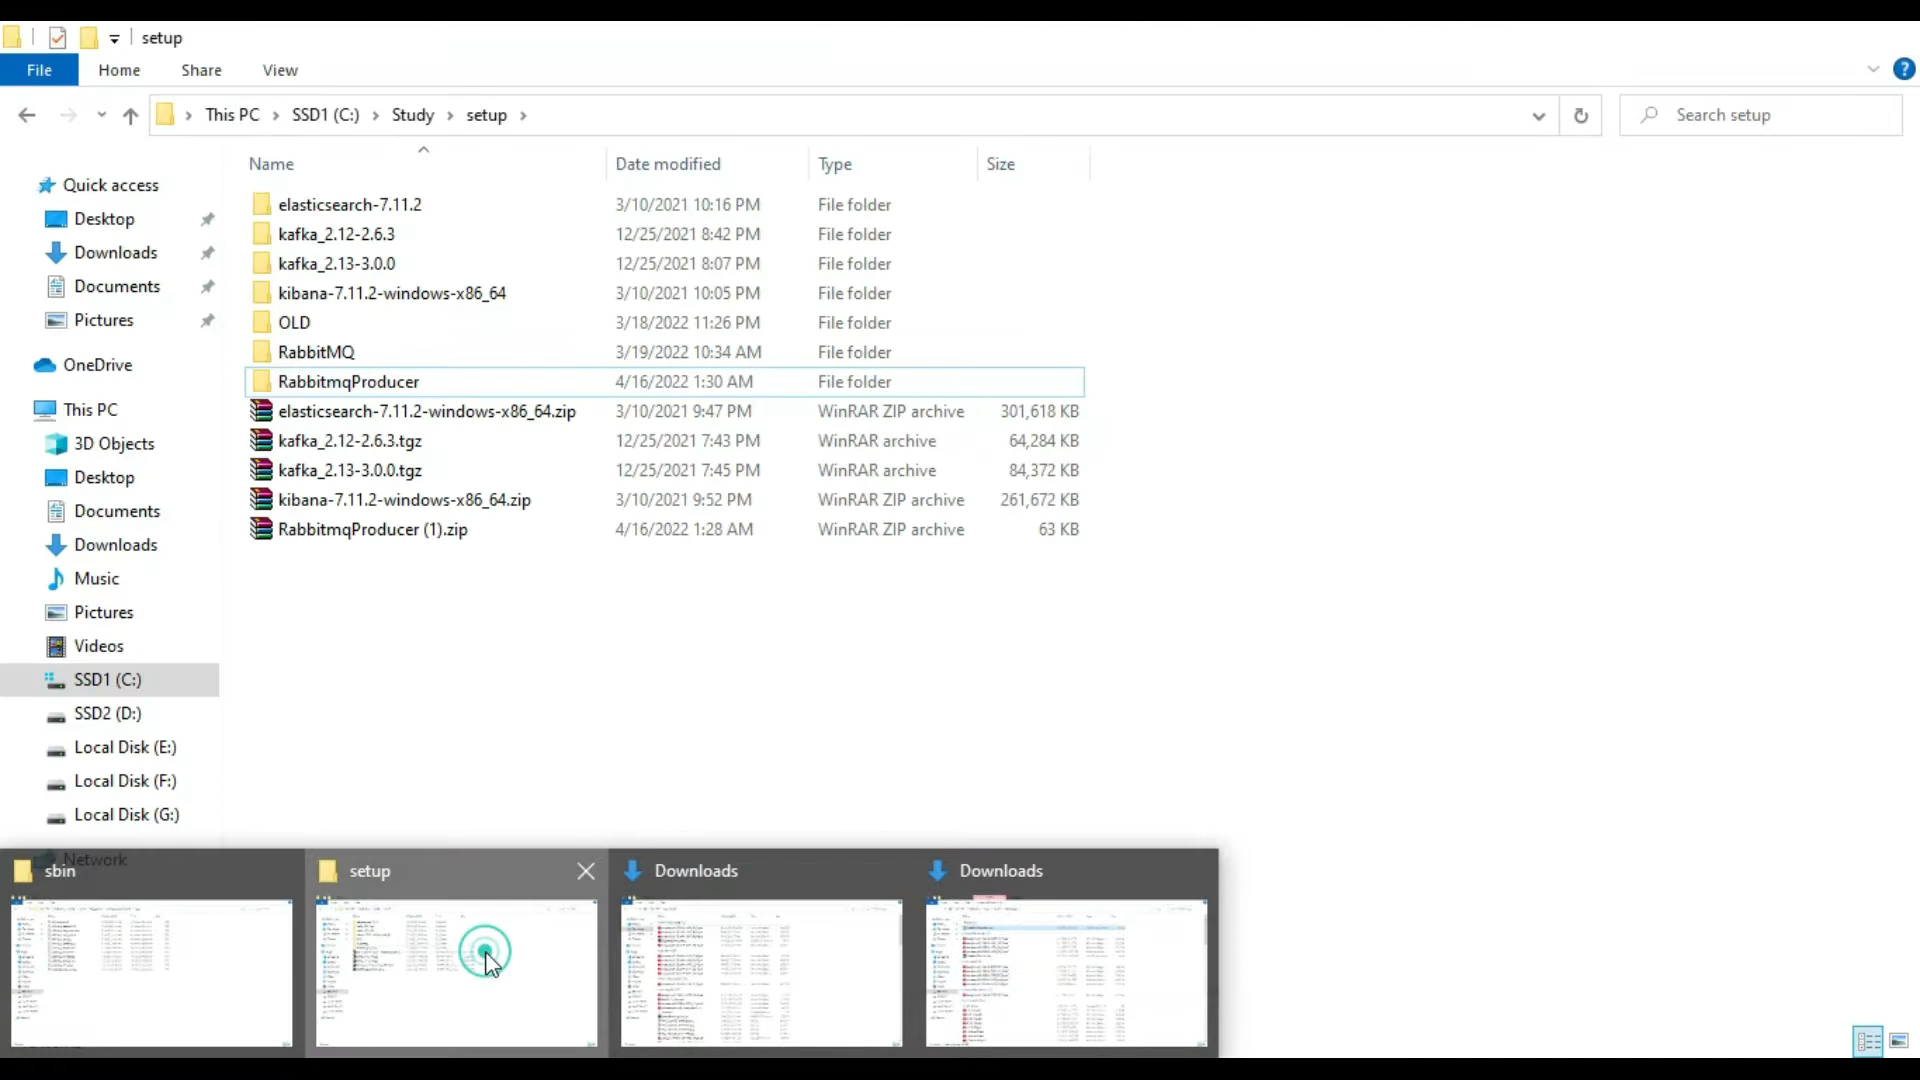 setup
File Home Share View
This PC SSD1 (C:) Study setup
Search setup
Name Date modified Type Size
Quick access
Desktop
Downloads
Documents
Pictures
OneDrive
This PC
3D Objects
Desktop
Documents
Downloads
Music
Pictures
Videos
SSD1 (C:)
SSD2 (D:)
Local Disk (E:)
Local Disk (F:)
Local Disk (G:)
Network
elasticsearch-7.11.2 3/10/2021 10:16 PM File folder
kafka_2.12-2.6.3 12/25/2021 8:42 PM File folder
kafka_2.13-3.0.0 12/25/2021 8:07 PM File folder
kibana-7.11.2-windows-x86_64 3/10/2021 10:05 PM File folder
OLD 3/18/2022 11:26 PM File folder
RabbitMQ 3/19/2022 10:34 AM File folder
RabbitmqProducer 4/16/2022 1:30 AM File folder
elasticsearch-7.11.2-windows-x86_64.zip 3/10/2021 9:47 PM WinRAR ZIP archive 301,618 KB
kafka_2.12-2.6.3.tgz 12/25/2021 7:43 PM WinRAR archive 64,284 KB
kafka_2.13-3.0.0.tgz 12/25/2021 7:45 PM WinRAR archive 84,372 KB
kibana-7.11.2-windows-x86_64.zip 3/10/2021 9:52 PM WinRAR ZIP archive 261,672 KB
RabbitmqProducer (1).zip 4/16/2022 1:28 AM WinRAR ZIP archive 63 KB
sbin setup Downloads Downloads